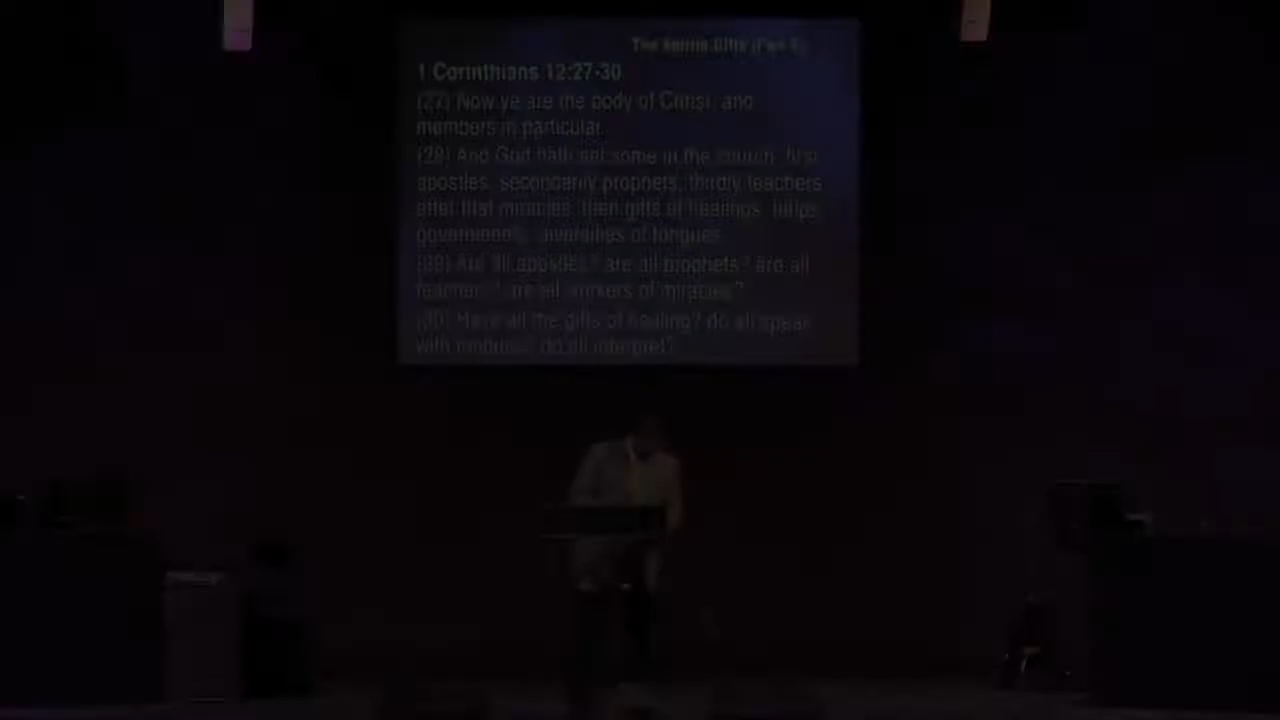 1 Corinthians 12:27-30
(27) Now ye are the body of Christ, and
members in particular.
(28) And God hath set some in the church, first
apostles, secondarily prophets, thirdly teachers
after that miracles, then gifts of healings, helps
governments, diversities of tongues.
(29) Are all apostles? are all prophets? are all
teachers? are all workers of miracles?
(30) Have all the gifts of healing? do all speak
with tongues? do all interpret?